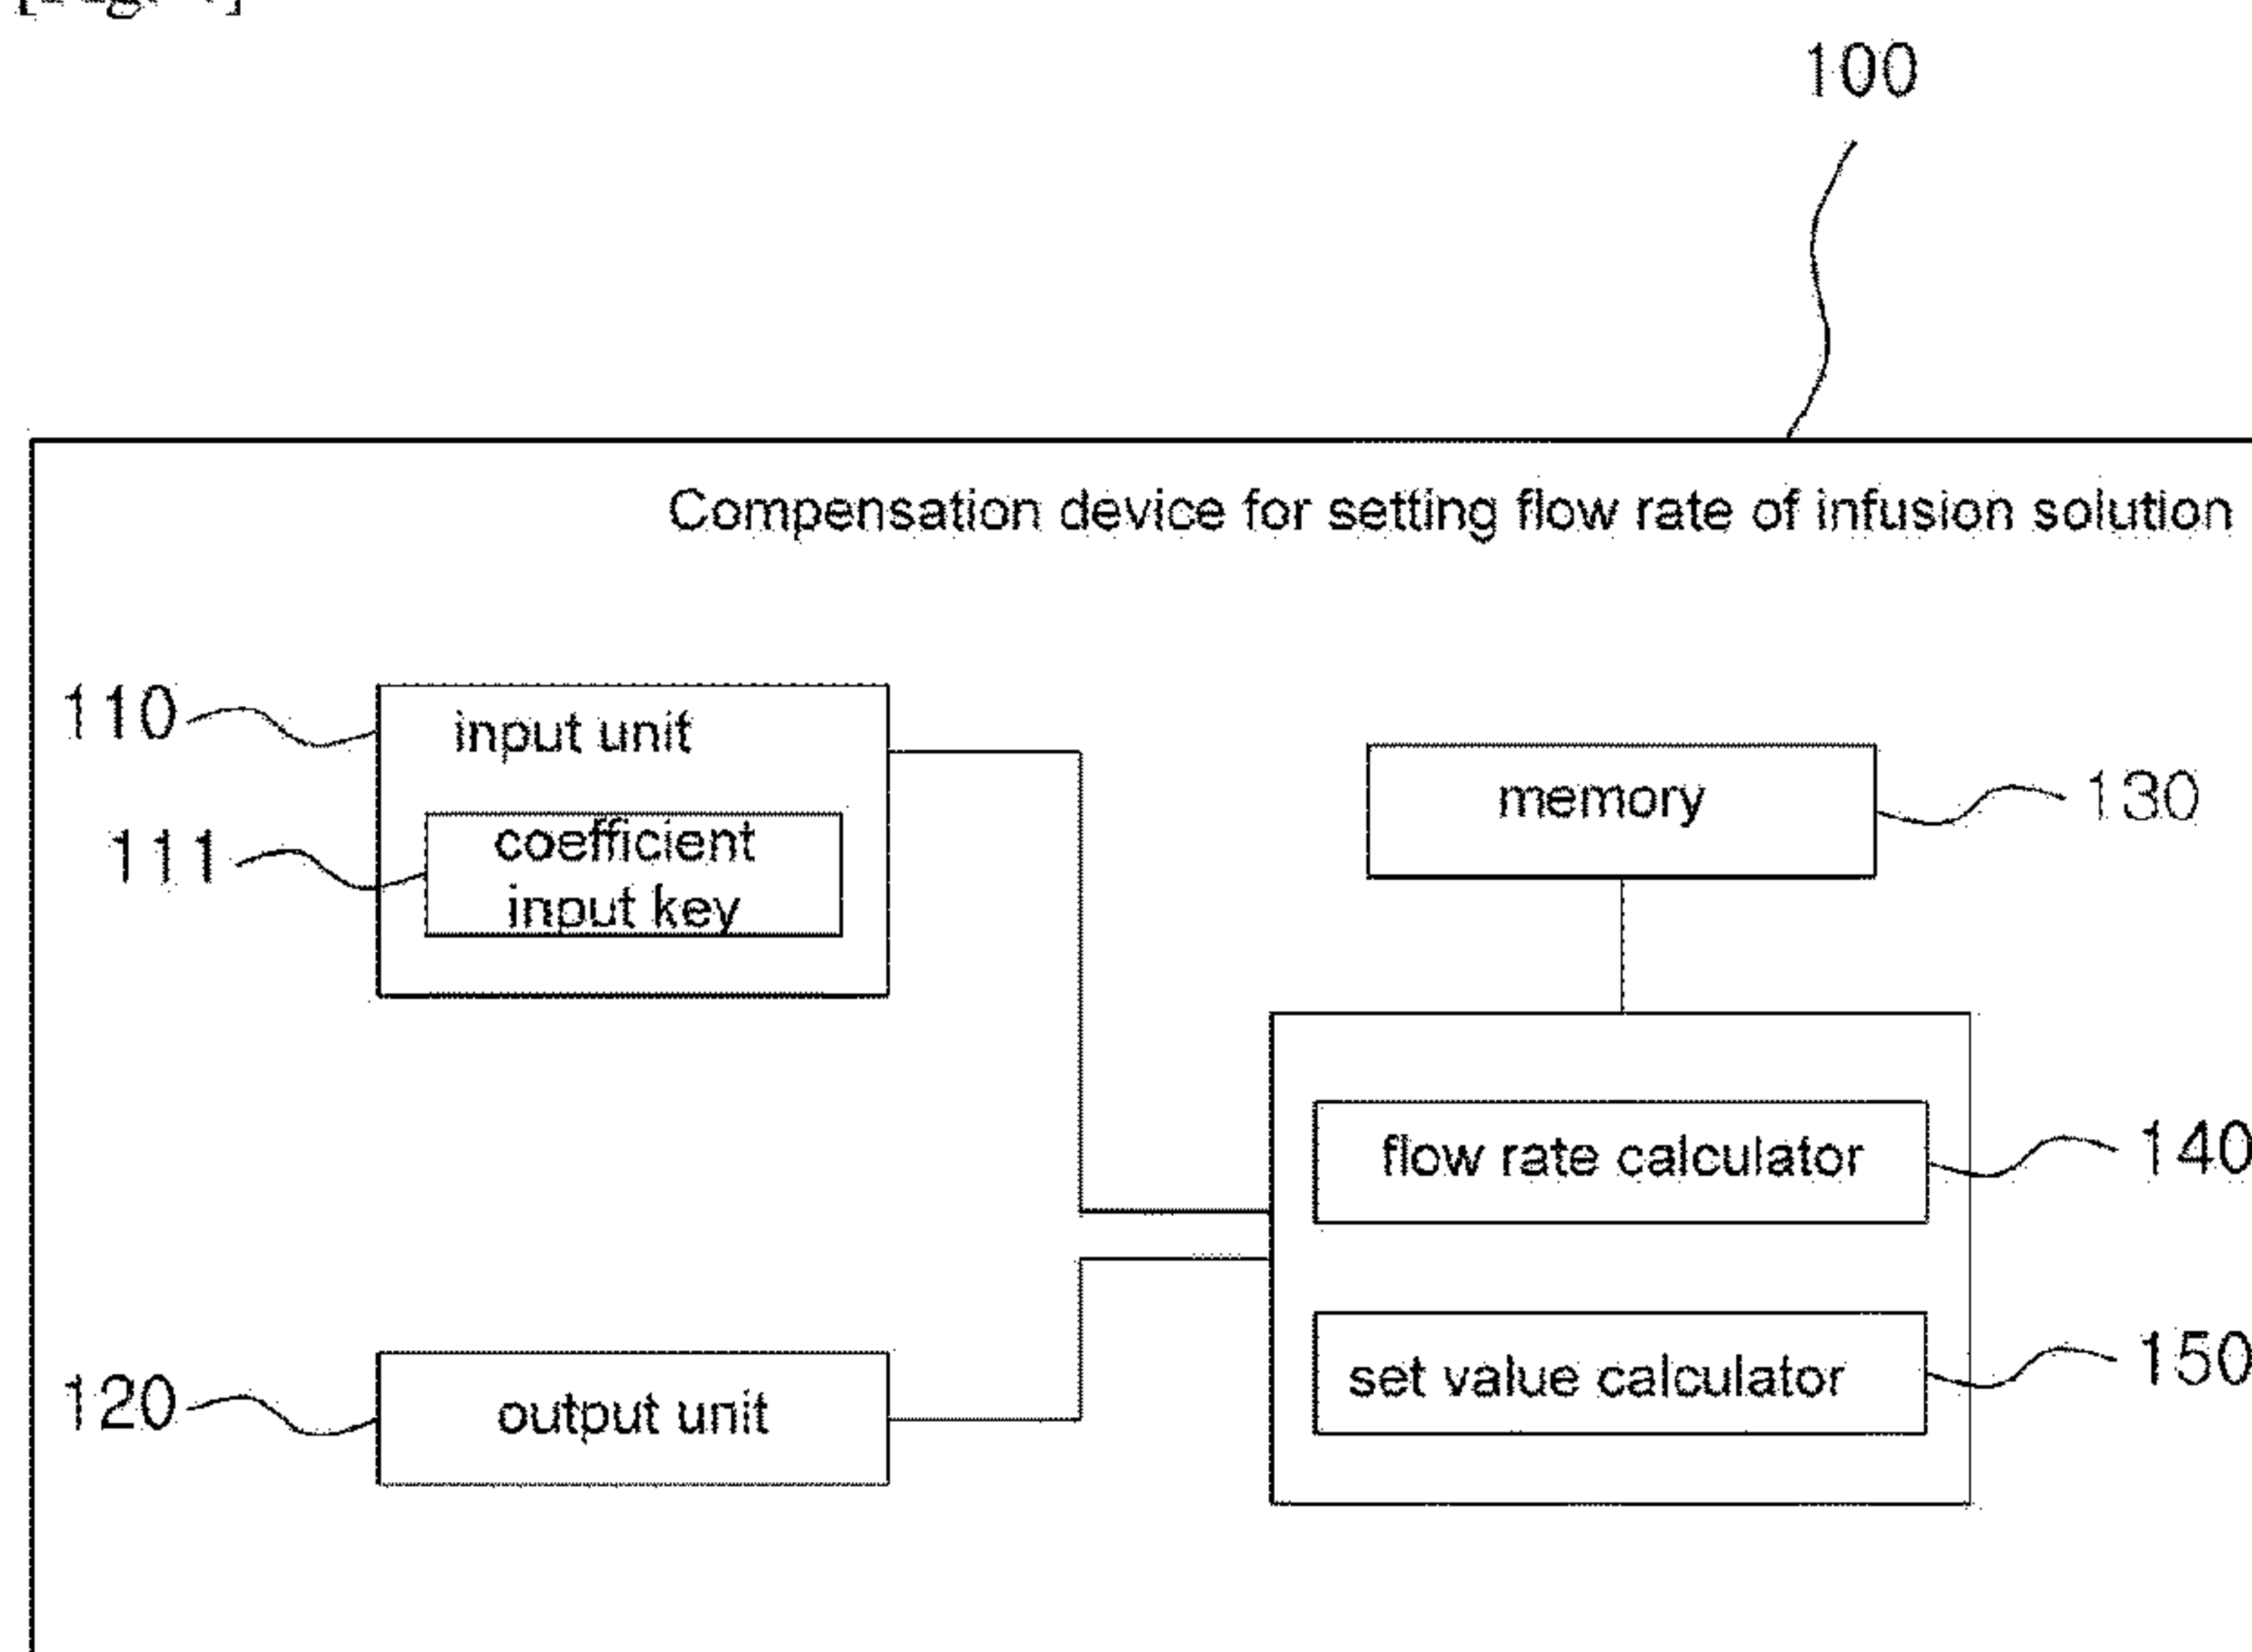 100
Compensation device for setting flow rate of infusion solution
110
input unit
memory
130
111
coefficient
input key
flow rate calculator
140
set value calculator
150
120
output unit